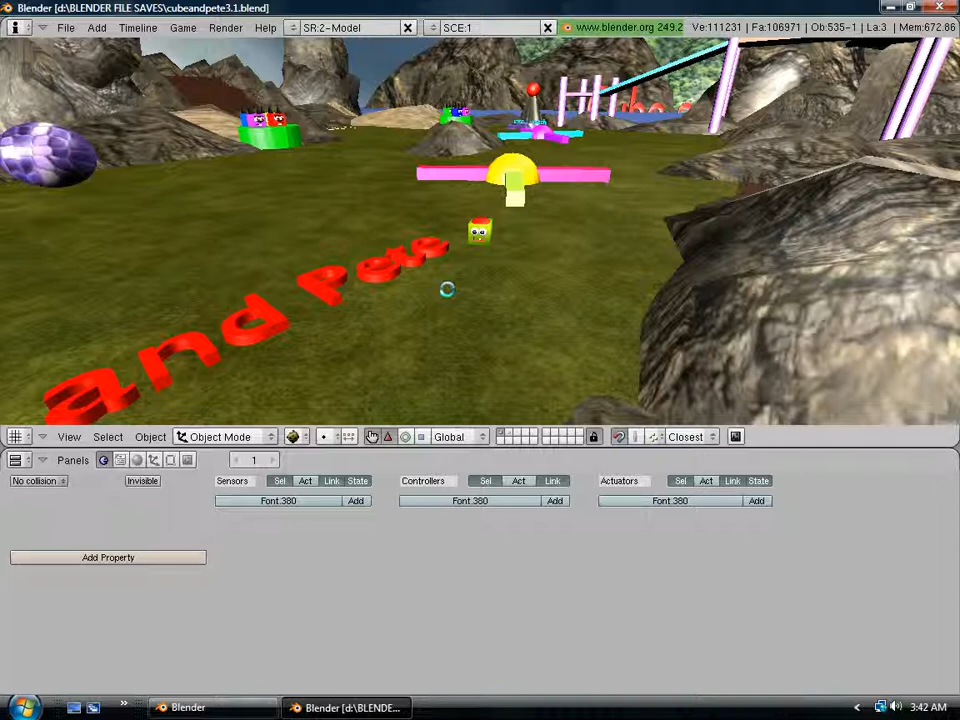 Blender [d:\BLENDER FILE SAVES\cubeandpete3.1.blend]
File Add Timeline Game Render Help SR:2-Model SCE:1 www.blender.org 249.2 Ve:111231 | Fa:106971 | Ob:535-1 | La:3 | Mem:672.86
and Pete
View Select Object Object Mode Global Closest
Panels 1
No collision Invisible Sensors Sel Act Link State Controllers Sel Act Link Actuators Sel Act Link State
Font.380 Add Font.380 Add Font.380 Add
Add Property
Blender Blender [d:\BLENDE... 3:42 AM